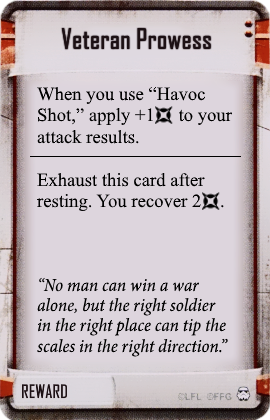 Veteran Prowess
When you use “Havoc
Shot,” apply +1 to your
attack results.
Exhaust this card after
resting. You recover 2.
“No man can win a war
alone, but the right soldier
in the right place can tip the
scales in the right direction.”
REWARD
©LFL ©FFG